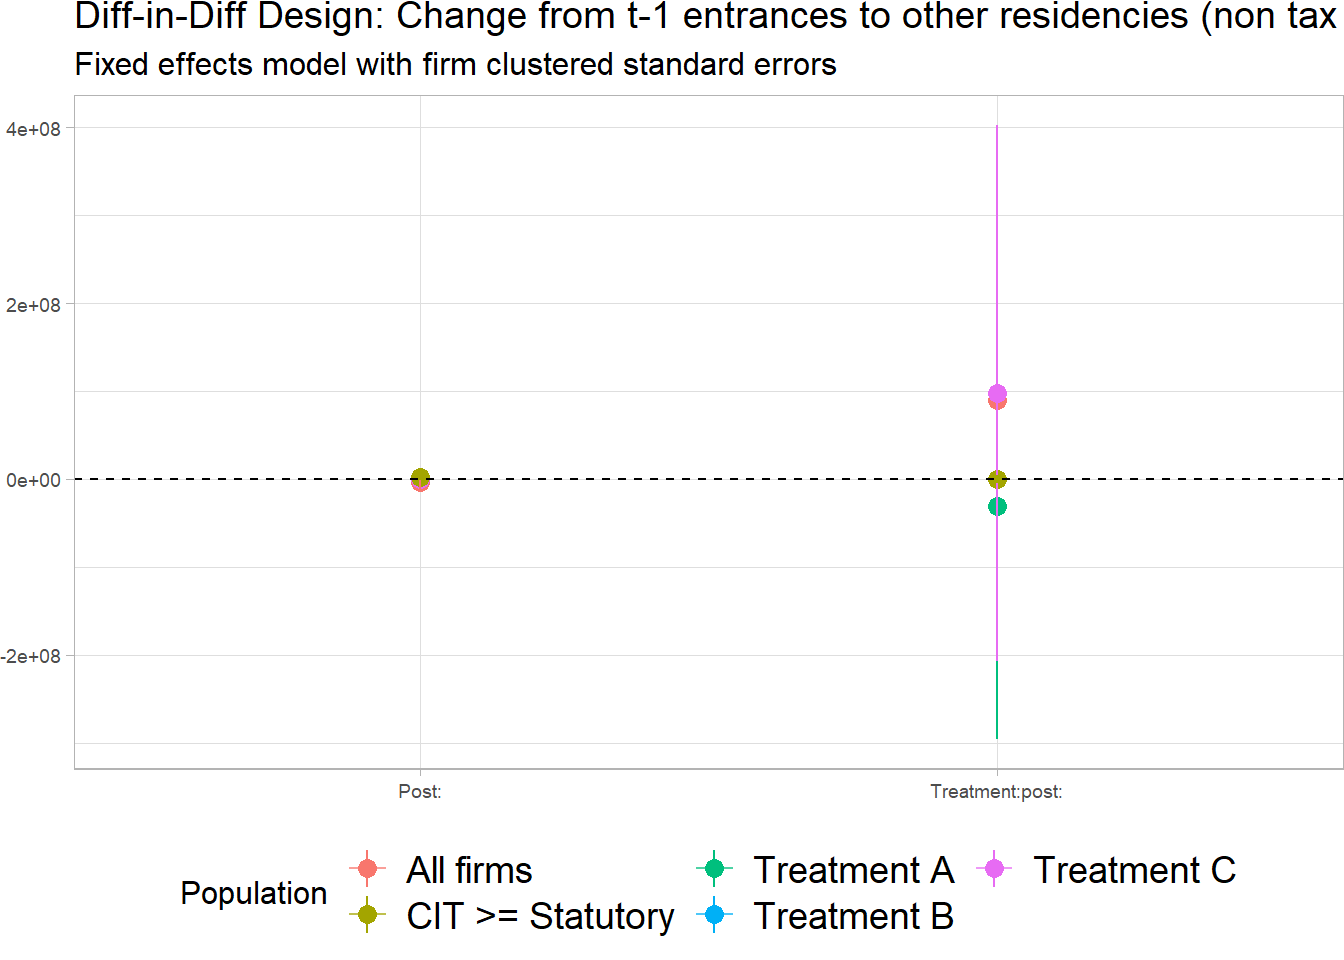 Diff-in-Diff Design: Change from t-1 entrances to other residencies (non tax
Fixed effects model with firm clustered standard errors
4e+08
2e+08
0e+00
-2e+08
Post:
Treatment:post:
Population
All firms
Treatment A
Treatment C
CIT >= Statutory
Treatment B